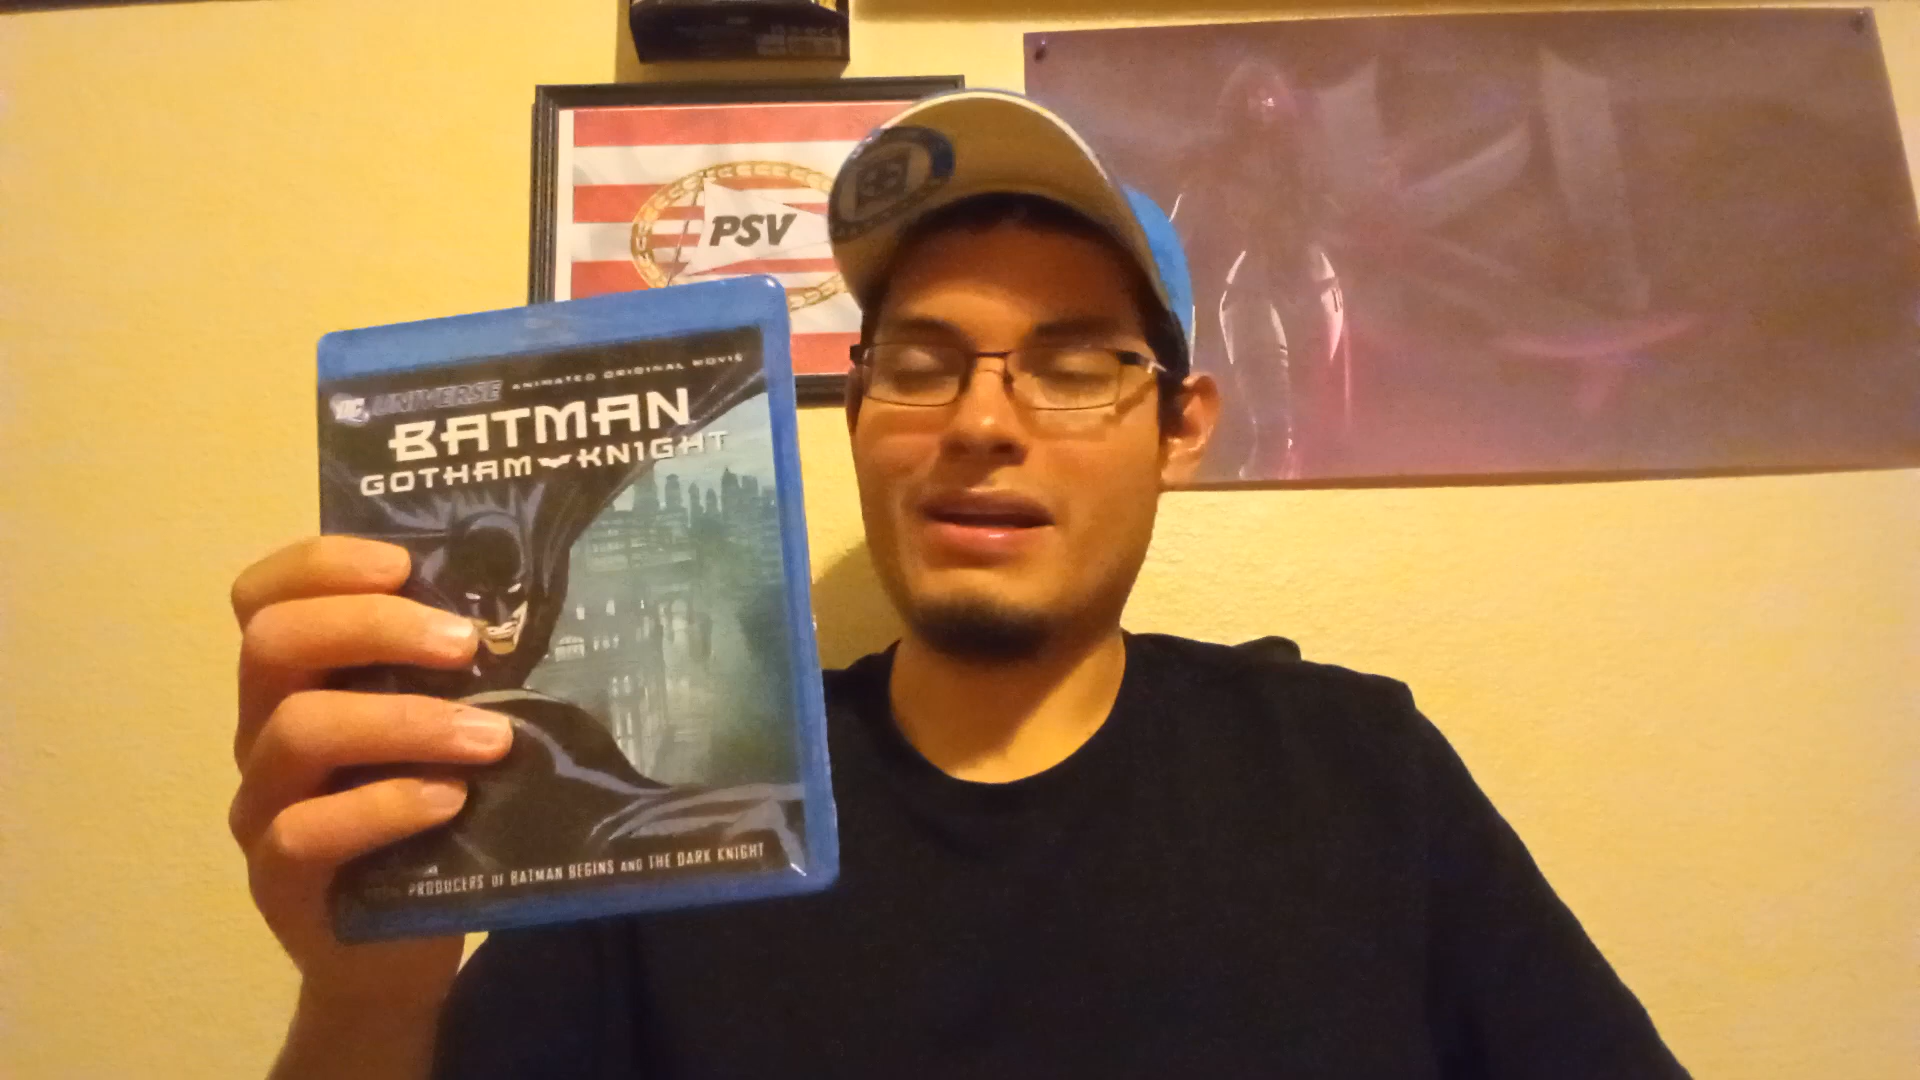 PSV
DC UNIVERSE ANIMATED ORIGINAL MOVIE
BATMAN
GOTHAM KNIGHT
PRODUCERS OF BATMAN BEGINS AND THE DARK KNIGHT